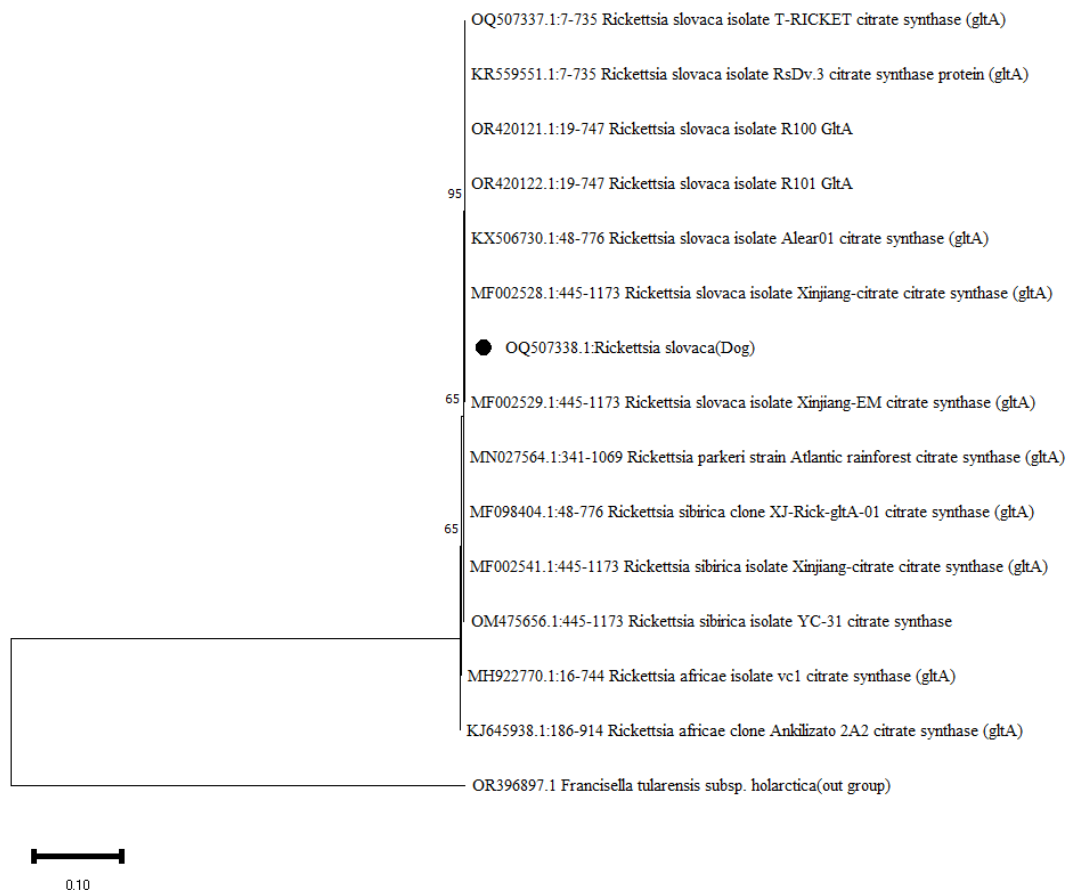 OQ507337.1:7-735 Rickettsia slovaca isolate T-RICKET citrate synthase (gltA)
KR559551.1:7-735 Rickettsia slovaca isolate RsDv.3 citrate synthase protein (gltA)
OR420121.1:19-747 Rickettsia slovaca isolate R100 GltA
OR420122.1:19-747 Rickettsia slovaca isolate R101 GltA
95
KX506730.1:48-776 Rickettsia slovaca isolate Alear01 citrate synthase (gltA)
MF002528.1:445-1173 Rickettsia slovaca isolate Xinjiang-citrate citrate synthase (gltA)
OQ507338.1:Rickettsia slovaca(Dog)
65
MF002529.1:445-1173 Rickettsia slovaca isolate Xinjiang-EM citrate synthase (gltA)
MN027564.1:341-1069 Rickettsia parkeri strain Atlantic rainforest citrate synthase (gltA)
MF098404.1:48-776 Rickettsia sibirica clone XJ-Rick-gltA-01 citrate synthase (gltA)
65
MF002541.1:445-1173 Rickettsia sibirica isolate Xinjiang-citrate citrate synthase (gltA)
OM475656.1:445-1173 Rickettsia sibirica isolate YC-31 citrate synthase
MH922770.1:16-744 Rickettsia africae isolate vc1 citrate synthase (gltA)
KJ645938.1:186-914 Rickettsia africae clone Ankilizato 2A2 citrate synthase (gltA)
OR396897.1 Francisella tularensis subsp. holarctica(out group)
0.10